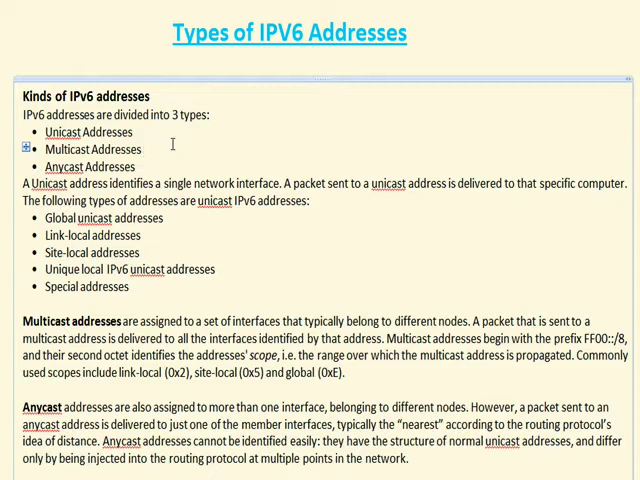 Types of IPV6 Addresses
Kinds of IPv6 addresses
IPv6 addresses are divided into 3 types:
• Unicast Addresses
• Multicast Addresses
• Anycast Addresses
A Unicast address identifies a single network interface. A packet sent to a unicast address is delivered to that specific computer.
The following types of addresses are unicast IPv6 addresses:
• Global unicast addresses
• Link-local addresses
• Site-local addresses
• Unique local IPv6 unicast addresses
• Special addresses
Multicast addresses are assigned to a set of interfaces that typically belong to different nodes. A packet that is sent to a
multicast address is delivered to all the interfaces identified by that address. Multicast addresses begin with the prefix FF00::/8,
and their second octet identifies the addresses' scope, i.e. the range over which the multicast address is propagated. Commonly
used scopes include link-local (0x2), site-local (0x5) and global (0xE).
Anycast addresses are also assigned to more than one interface, belonging to different nodes. However, a packet sent to an
anycast address is delivered to just one of the member interfaces, typically the “nearest” according to the routing protocol’s
idea of distance. Anycast addresses cannot be identified easily: they have the structure of normal unicast addresses, and differ
only by being injected into the routing protocol at multiple points in the network.